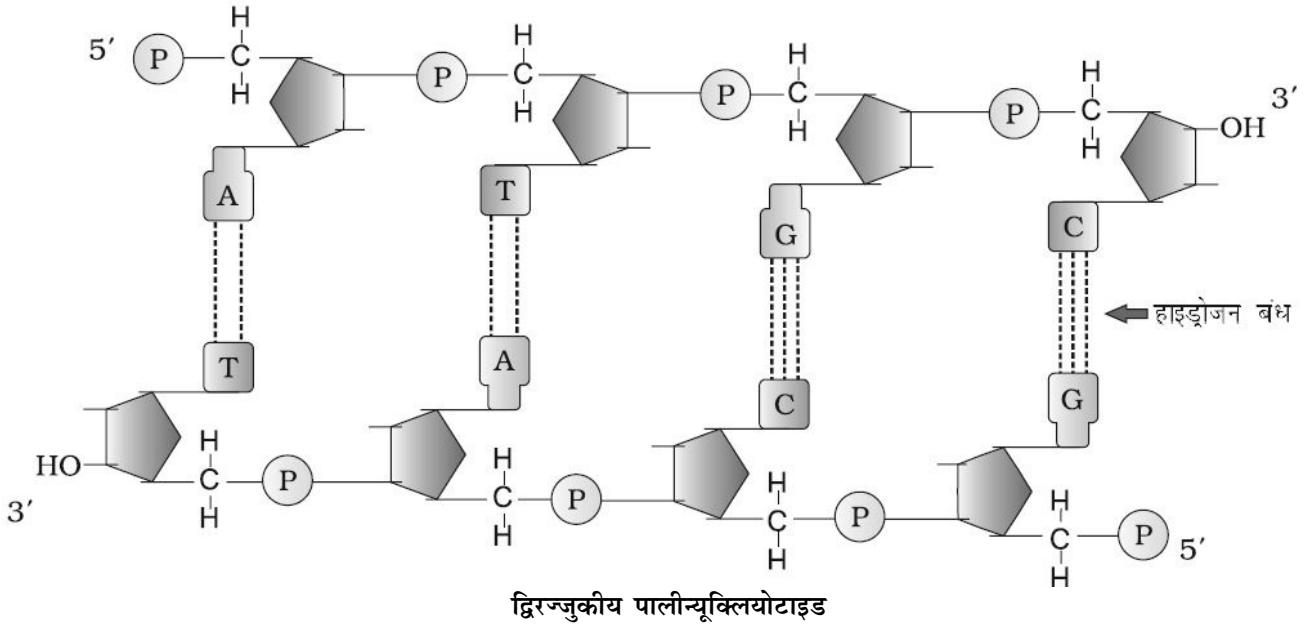 H H H H
5′ P C P C P C P C OH 3′
H H H H
A T G C
हाइड्रोजन बंध
T A C G
H H H H
HO C P C P C P C P 5′
3′ H H H H
द्विरज्जुकीय पालीन्यूक्लियोटाइड